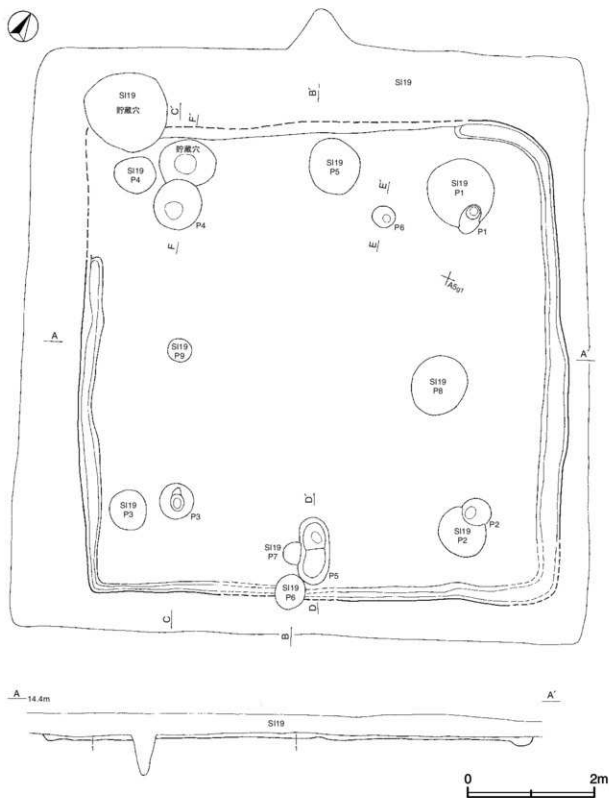 SI19
貯蔵穴
C'
F'
B'
SI19
貯蔵穴
SI19
P4
P4
F
SI19
P5
E'
P6
E
SI19
P1
P1
A5g1
A
SI19
P9
SI19
P8
A'
SI19
P3
P3
D'
SI19
P7
P5
SI19
P6
D
SI19
P2
P2
C
B
A 14.4m
A'
SI19
1
1
0
2m